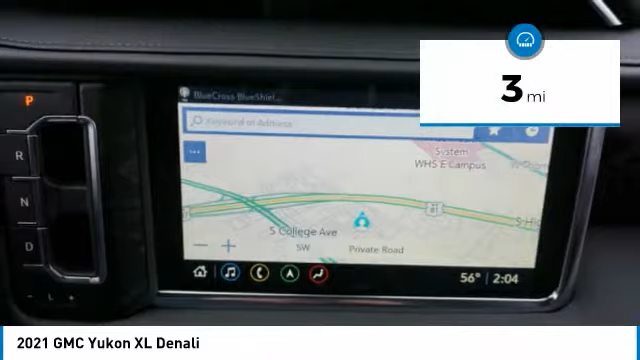 3 mi
BlueCross BlueShiel...
Keyword or Address
System
WHS E Campus
81
S College Ave
SW
Private Road
56° 2:04
P
R
N
D
- L +
2021 GMC Yukon XL Denali